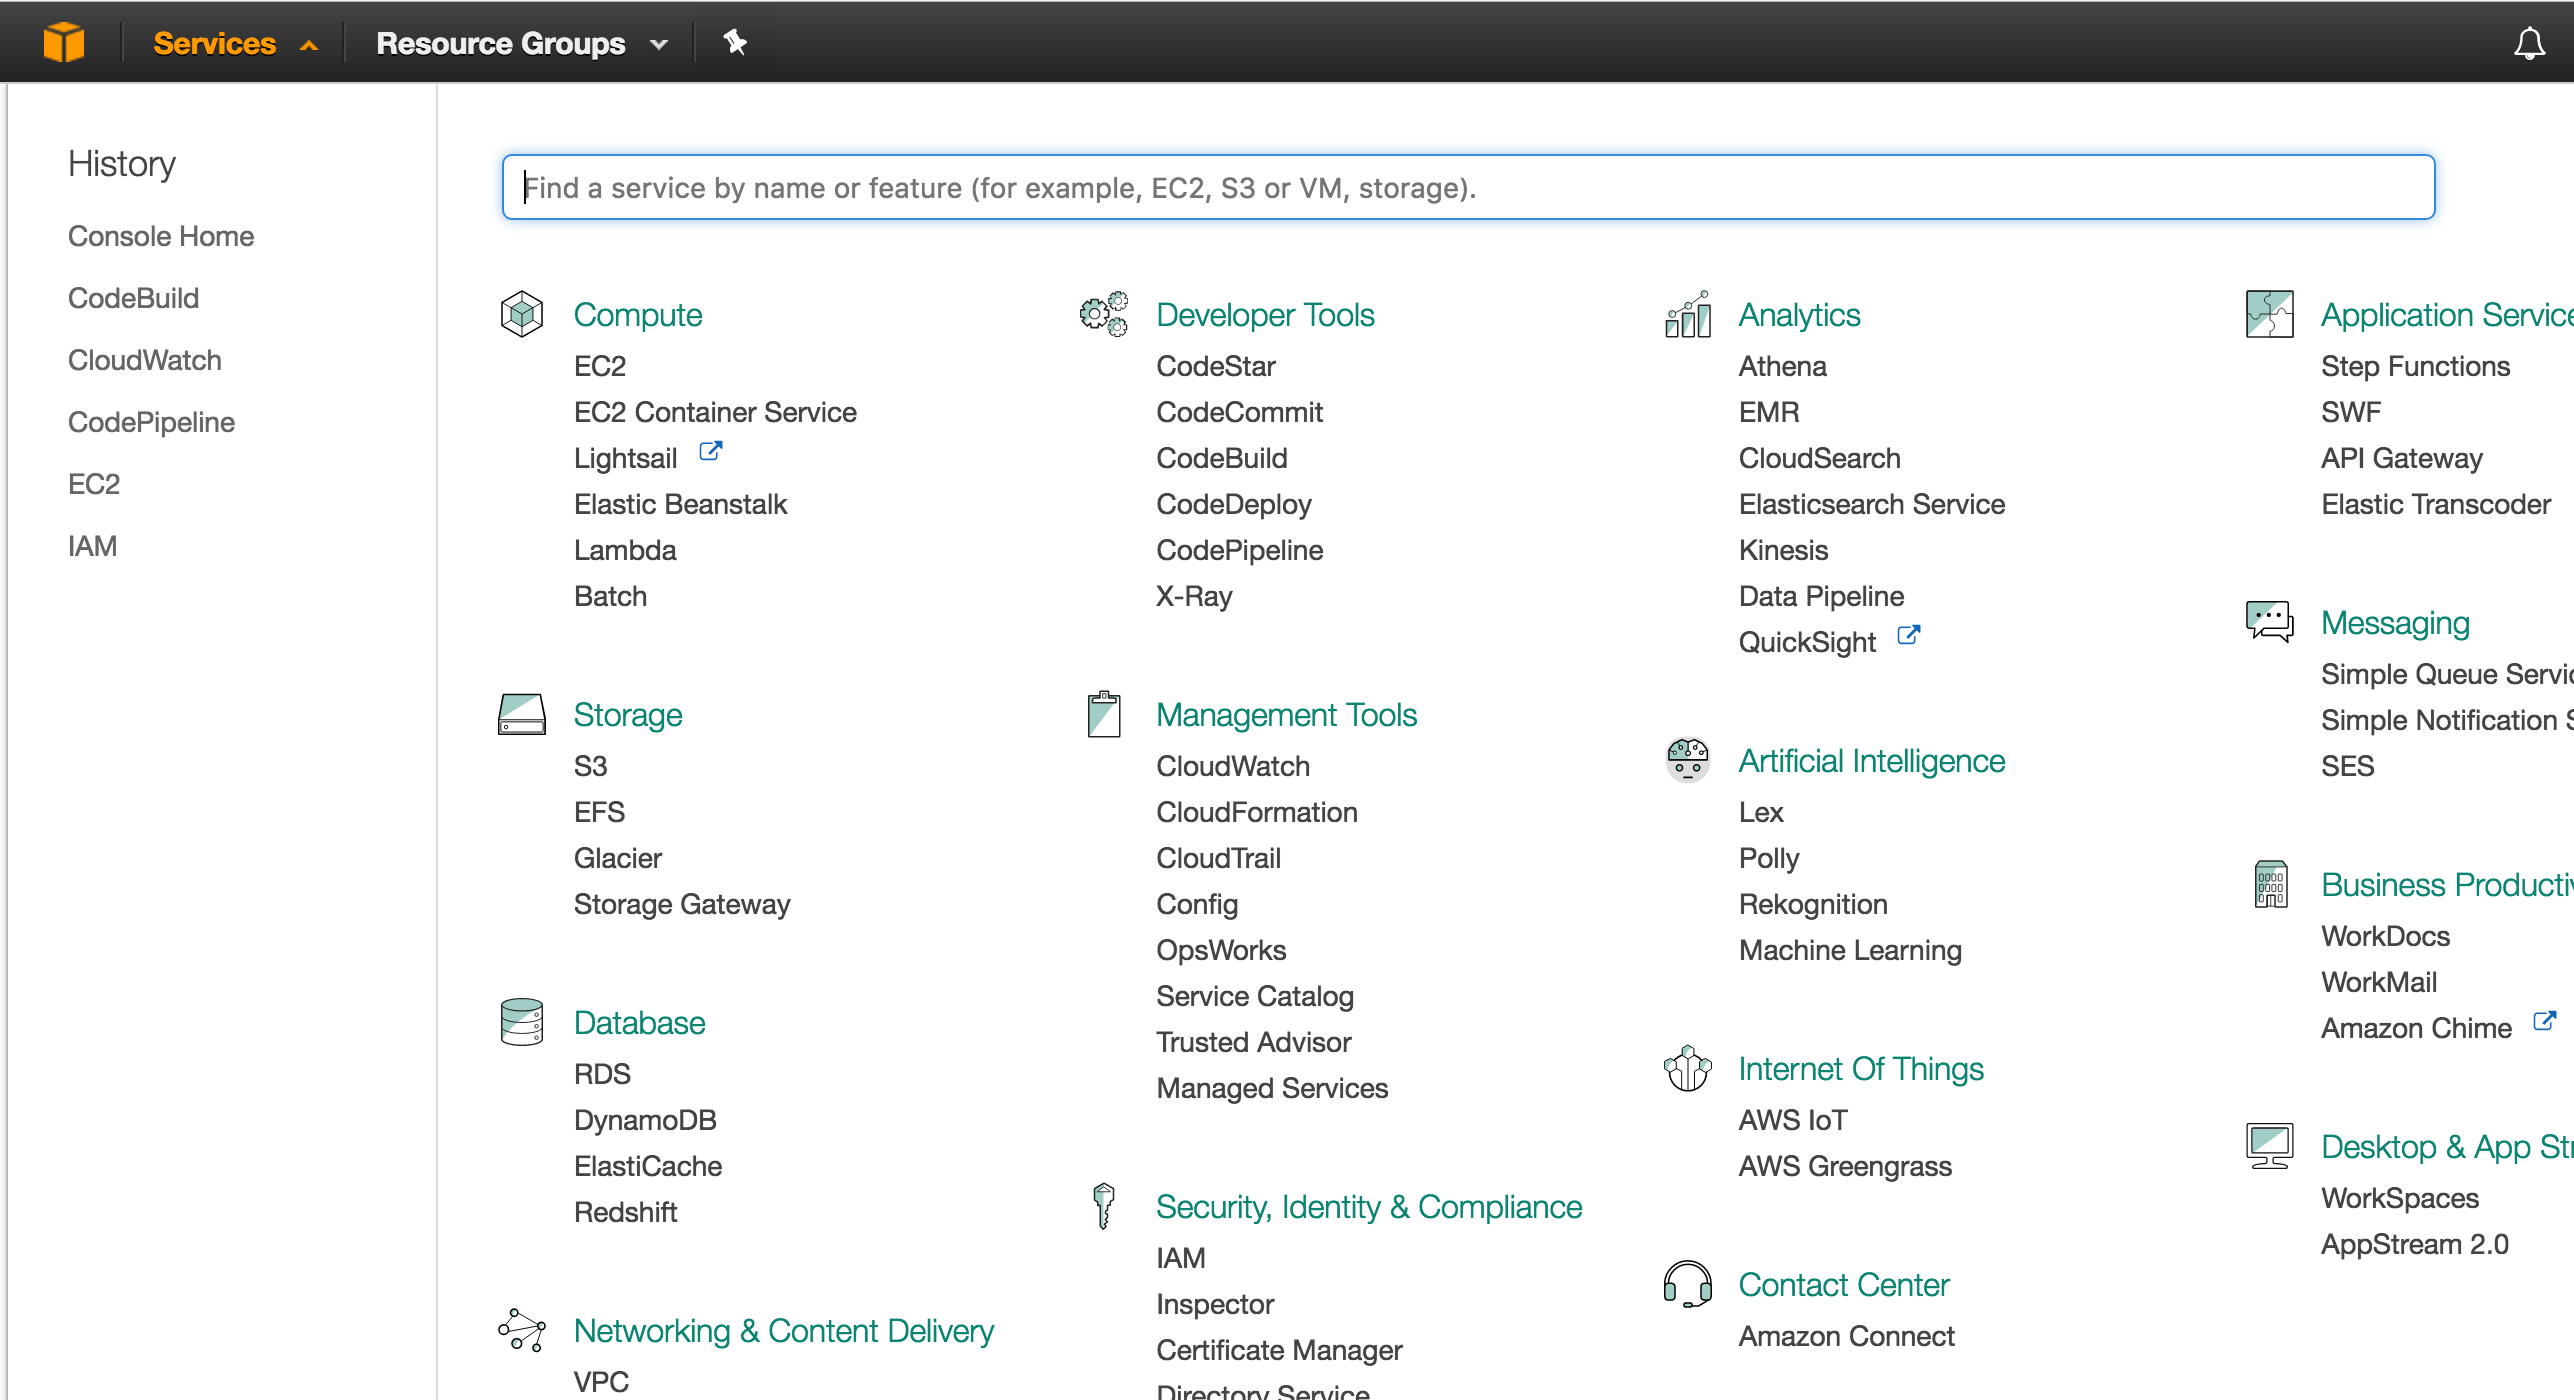 Services
Resource Groups
History
Console Home
CodeBuild
CloudWatch
CodePipeline
EC2
IAM
Find a service by name or feature (for example, EC2, S3 or VM, storage).
Compute
EC2
EC2 Container Service
Lightsail
Elastic Beanstalk
Lambda
Batch
Storage
S3
EFS
Glacier
Storage Gateway
Database
RDS
DynamoDB
ElastiCache
Redshift
Networking & Content Delivery
VPC
Developer Tools
CodeStar
CodeCommit
CodeBuild
CodeDeploy
CodePipeline
X-Ray
Management Tools
CloudWatch
CloudFormation
CloudTrail
Config
OpsWorks
Service Catalog
Trusted Advisor
Managed Services
Security, Identity & Compliance
IAM
Inspector
Certificate Manager
Directory Service
Analytics
Athena
EMR
CloudSearch
Elasticsearch Service
Kinesis
Data Pipeline
QuickSight
Artificial Intelligence
Lex
Polly
Rekognition
Machine Learning
Internet Of Things
AWS IoT
AWS Greengrass
Contact Center
Amazon Connect
Application Service
Step Functions
SWF
API Gateway
Elastic Transcoder
Messaging
Simple Queue Servic
Simple Notification S
SES
Business Productiv
WorkDocs
WorkMail
Amazon Chime
Desktop & App Str
WorkSpaces
AppStream 2.0